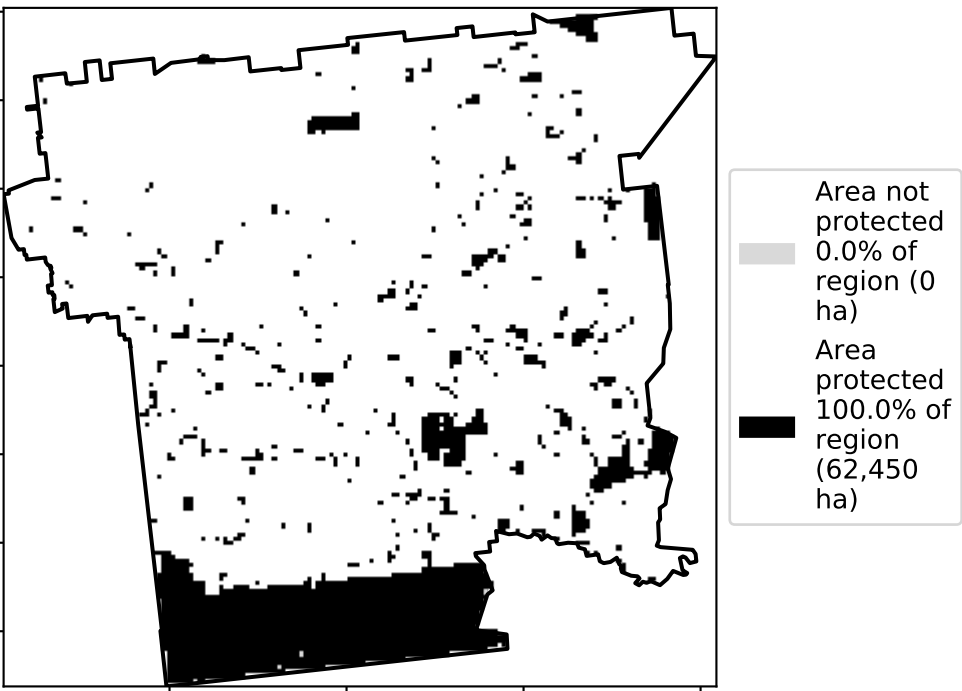 Area not
protected
0.0% of
region (0
ha)
Area
protected
100.0% of
region
(62,450
ha)